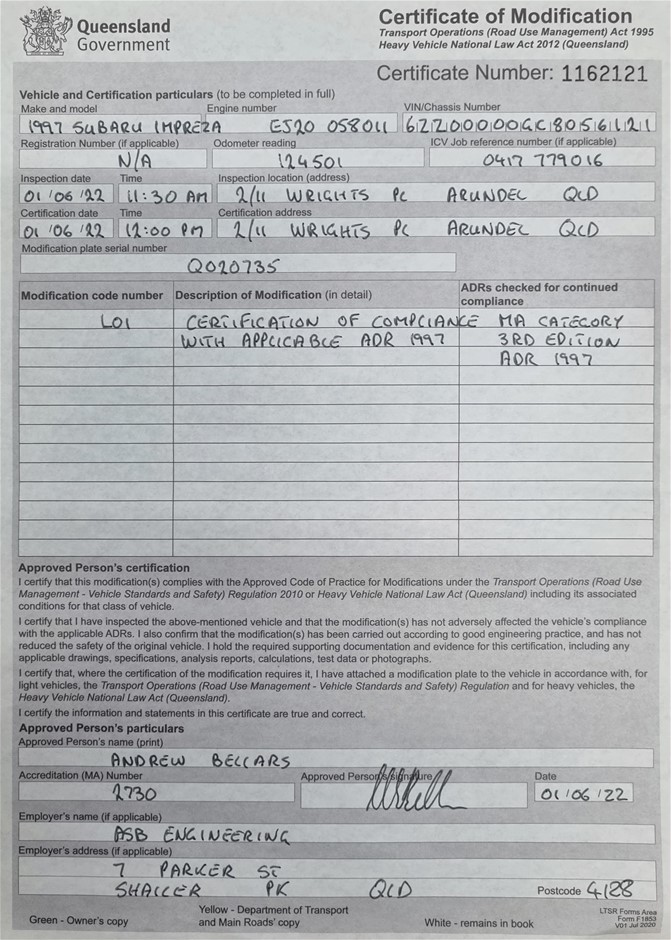 Queensland
Government
Certificate of Modification
Transport Operations (Road Use Management) Act 1995
Heavy Vehicle National Law Act 2012 (Queensland)
Certificate Number: 1162121
Vehicle and Certification particulars (to be completed in full)
Make and model Engine number VIN/Chassis Number
1997 SUBARU IMPREZA EJ20 058011 6ZZ00000GC8056121
Registration Number (if applicable) Odometer reading ICV Job reference number (if applicable)
N/A 124501 0417 779016
Inspection date Time Inspection location (address)
01/06/22 11:30 AM 2/11 WRIGHTS PL ARUNDEL QLD
Certification date Time Certification address
01/06/22 12:00 PM 2/11 WRIGHTS PL ARUNDEL QLD
Modification plate serial number
Q020735
Modification code number Description of Modification (in detail) ADRs checked for continued compliance
LO1 CERTIFICATION OF COMPLIANCE MA CATEGORY
WITH APPLICABLE ADR 1997 3RD EDITION
ADR 1997
Approved Person's certification
I certify that this modification(s) complies with the Approved Code of Practice for Modifications under the Transport Operations (Road Use
Management - Vehicle Standards and Safety) Regulation 2010 or Heavy Vehicle National Law Act (Queensland) including its associated
conditions for that class of vehicle.
I certify that I have inspected the above-mentioned vehicle and that the modification(s) has not adversely affected the vehicle's compliance
with the applicable ADRs. I also confirm that the modification(s) has been carried out according to good engineering practice, and has not
reduced the safety of the original vehicle. I hold the required supporting documentation and evidence for this certification, including any
applicable drawings, specifications, analysis reports, calculations, test data or photographs.
I certify that, where the certification of the modification requires it, I have attached a modification plate to the vehicle in accordance with, for
light vehicles, the Transport Operations (Road Use Management - Vehicle Standards and Safety) Regulation and for heavy vehicles, the
Heavy Vehicle National Law Act (Queensland).
I certify the information and statements in this certificate are true and correct.
Approved Person's particulars
Approved Person's name (print)
ANDREW BELLARS
Accreditation (MA) Number Approved Person's signature Date
2730 01/06/22
Employer's name (if applicable)
ASB ENGINEERING
Employer's address (if applicable)
7 PARKER ST
SHAILER PK QLD Postcode 4128
Green - Owner's copy
Yellow - Department of Transport
and Main Roads' copy
White - remains in book
LTSR Forms Area
Form F1853
V01 Jul 2020